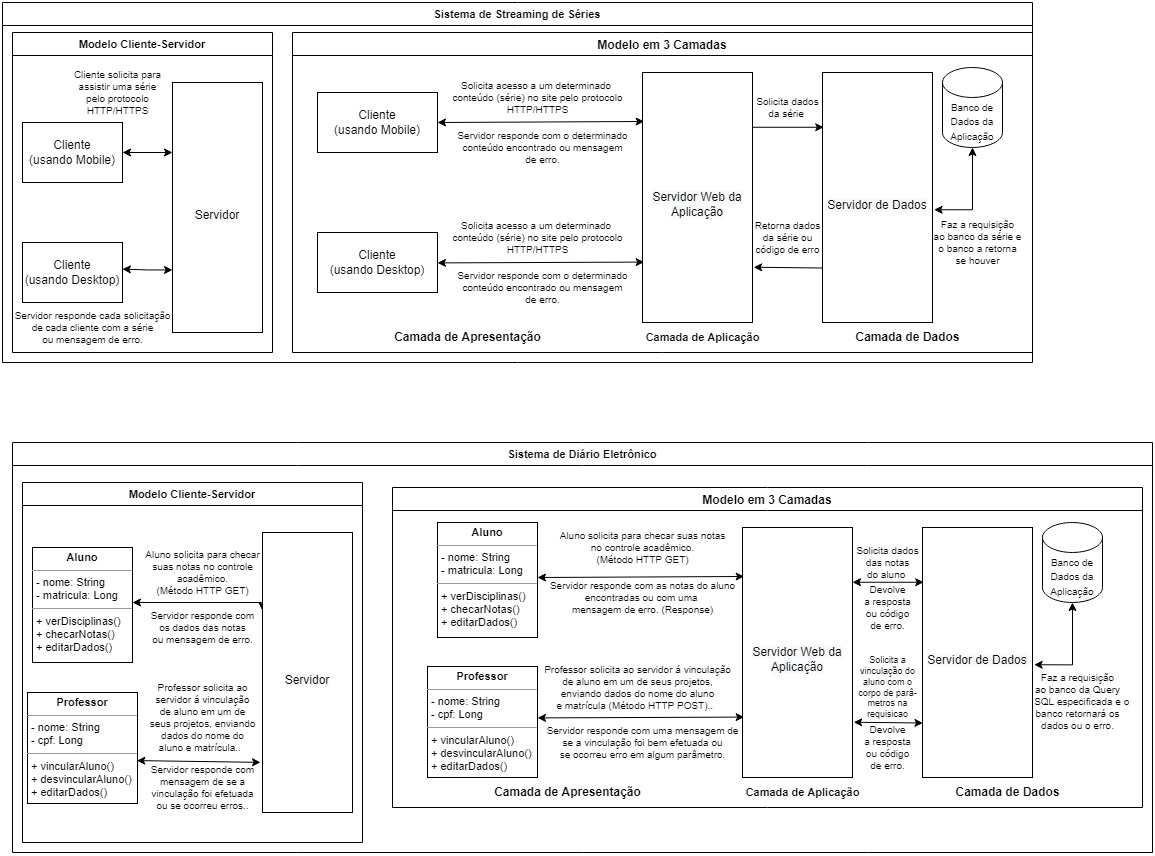 Sistema de Streaming de Séries
Modelo Cliente-Servidor
Cliente solicita para
assistir uma série
pelo protocolo
HTTP/HTTPS
Cliente
(usando Mobile)
Servidor
Cliente
(usando Desktop)
Servidor responde cada solicitação
de cada cliente com a série
ou mensagem de erro.
Modelo em 3 Camadas
Cliente
(usando Mobile)
Solicita acesso a um determinado
conteúdo (série) no site pelo protocolo
HTTP/HTTPS
Servidor responde com o determinado
conteúdo encontrado ou mensagem
de erro.
Cliente
(usando Desktop)
Solicita acesso a um determinado
conteúdo (série) no site pelo protocolo
HTTP/HTTPS
Servidor responde com o determinado
conteúdo encontrado ou mensagem
de erro.
Servidor Web da
Aplicação
Solicita dados
da série
Retorna dados
da série ou
código de erro
Servidor de Dados
Banco de
Dados da
Aplicação
Faz a requisição
ao banco da série e
o banco a retorna
se houver
Camada de Apresentação
Camada de Aplicação
Camada de Dados
Sistema de Diário Eletrônico
Modelo Cliente-Servidor
Aluno
- nome: String
- matricula: Long
+ verDisciplinas()
+ checarNotas()
+ editarDados()
Aluno solicita para checar
suas notas no controle
acadêmico.
(Método HTTP GET)
Servidor responde com
os dados das notas
ou mensagem de erro.
Professor
- nome: String
- cpf: Long
+ vincularAluno()
+ desvincularAluno()
+ editarDados()
Professor solicita ao
servidor á vinculação
de aluno em um de
seus projetos, enviando
dados do nome do
aluno e matrícula..
Servidor responde com
mensagem de se a
vinculação foi efetuada
ou se ocorreu erros..
Servidor
Modelo em 3 Camadas
Aluno
- nome: String
- matricula: Long
+ verDisciplinas()
+ checarNotas()
+ editarDados()
Aluno solicita para checar suas notas
no controle acadêmico.
(Método HTTP GET)
Servidor responde com as notas do aluno
encontradas ou com uma
mensagem de erro. (Response)
Professor
- nome: String
- cpf: Long
+ vincularAluno()
+ desvincularAluno()
+ editarDados()
Professor solicita ao servidor á vinculação
de aluno em um de seus projetos,
enviando dados do nome do aluno
e matrícula (Método HTTP POST)..
Servidor responde com uma mensagem de
se a vinculação foi bem efetuada ou
se ocorreu erro em algum parâmetro.
Servidor Web da
Aplicação
Solicita dados
das notas
do aluno
Devolve
a resposta
ou código
de erro.
Solicita a
vinculação do
aluno com o
corpo de parâ-
metros na
requisicao
Devolve
a resposta
ou código
de erro.
Servidor de Dados
Banco de
Dados da
Aplicação
Faz a requisição
ao banco da Query
SQL especificada e o
banco retornará os
dados ou o erro.
Camada de Apresentação
Camada de Aplicação
Camada de Dados